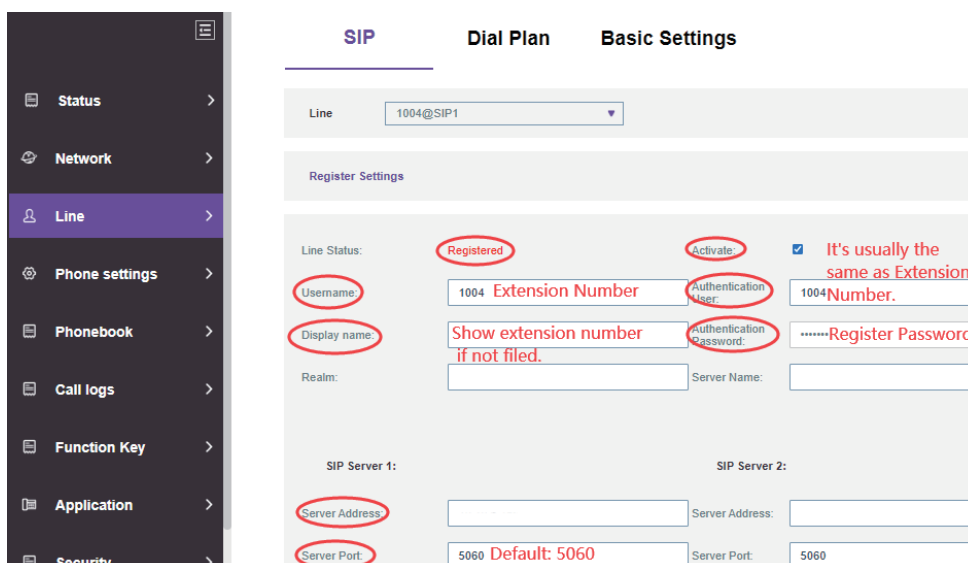 SIP Dial Plan Basic Settings
Status
Network
Line
Phone settings
Phonebook
Call logs
Function Key
Application
Security
Line 1004@SIP1
Register Settings
Line Status: Registered Activate: It's usually the
same as Extension
Username: 1004 Extension Number Authentication User: 1004 Number.
Display name: Show extension number Authentication Password: ••••••• Register Password
if not filed.
Realm: Server Name:
SIP Server 1: SIP Server 2:
Server Address: Server Address:
Server Port: 5060 Default: 5060 Server Port: 5060